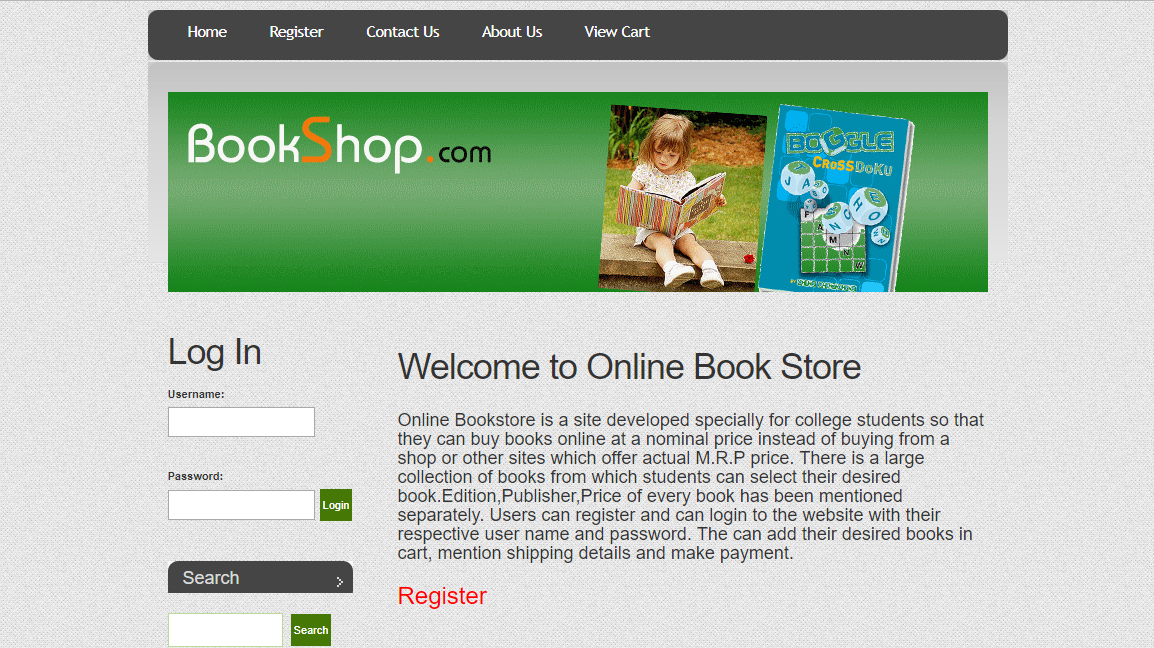 Home Register Contact Us About Us View Cart
BookShop.com
BOGGLE
CROSSDOKU
Log In
Username:
Password:
Login
Search
Search
Welcome to Online Book Store
Online Bookstore is a site developed specially for college students so that
they can buy books online at a nominal price instead of buying from a
shop or other sites which offer actual M.R.P price. There is a large
collection of books from which students can select their desired
book.Edition,Publisher,Price of every book has been mentioned
separately. Users can register and can login to the website with their
respective user name and password. The can add their desired books in
cart, mention shipping details and make payment.
Register